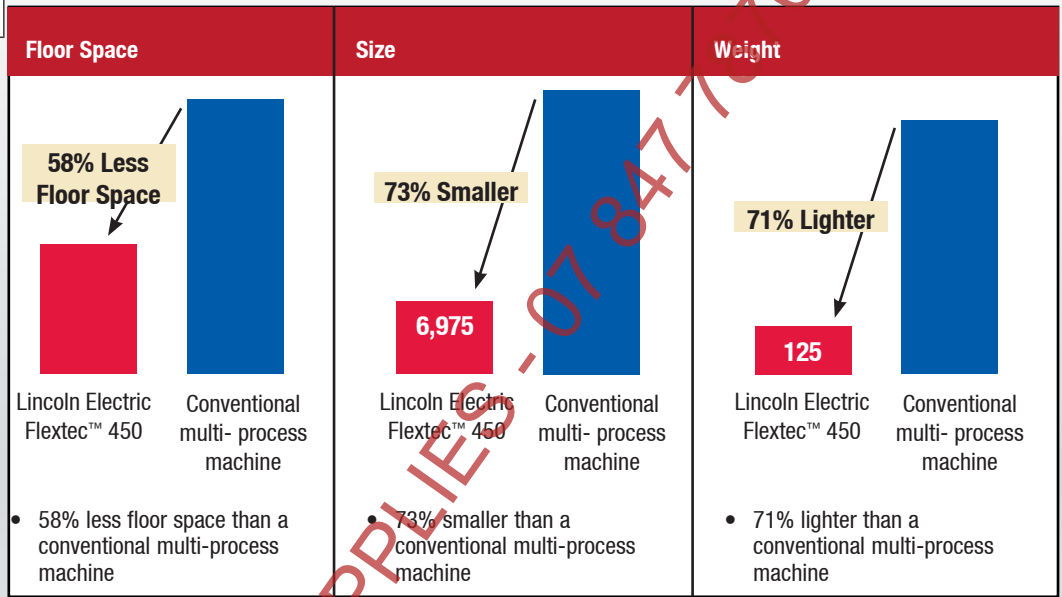 Floor Space
58% Less
Floor Space
Lincoln Electric
Flextec™ 450
Conventional
multi- process
machine
• 58% less floor space than a
conventional multi-process
machine
Size
73% Smaller
6,975
Lincoln Electric
Flextec™ 450
Conventional
multi- process
machine
• 73% smaller than a
conventional multi-process
machine
Weight
71% Lighter
125
Lincoln Electric
Flextec™ 450
Conventional
multi- process
machine
• 71% lighter than a
conventional multi-process
machine
PPLIES - 07 847